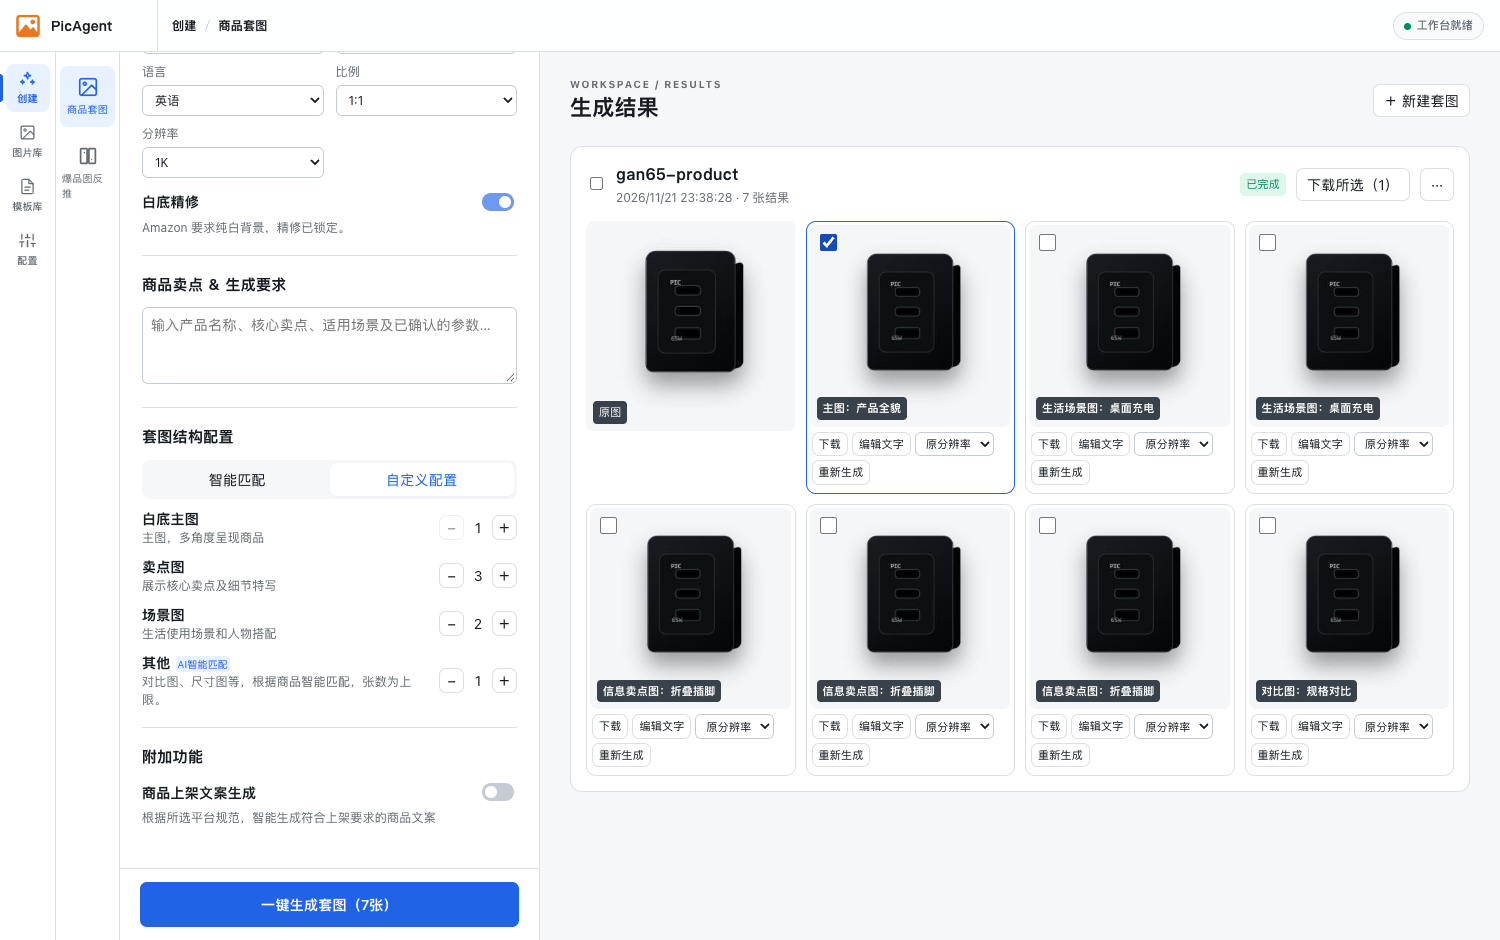 PicAgent
创建 / 商品套图
工作台就绪
创建
图片库
模板库
配置
商品套图
爆品图反
推
语言
比例
英语
1:1
分辨率
1K
白底精修
Amazon 要求纯白背景，精修已锁定。
商品卖点 & 生成要求
输入产品名称、核心卖点、适用场景及已确认的参数...
套图结构配置
智能匹配
自定义配置
白底主图
主图，多角度呈现商品
− 1 +
卖点图
展示核心卖点及细节特写
− 3 +
场景图
生活使用场景和人物搭配
− 2 +
其他 AI智能匹配
对比图、尺寸图等，根据商品智能匹配，张数为上
限。
− 1 +
附加功能
商品上架文案生成
根据所选平台规范，智能生成符合上架要求的商品文案
一键生成套图（7张）
WORKSPACE / RESULTS
生成结果
+ 新建套图
gan65-product
2026/11/21 23:38:28 · 7 张结果
已完成
下载所选（1）
...
PIC
65W
原图
PIC
65W
主图：产品全貌
下载 编辑文字 原分辨率
重新生成
PIC
65W
生活场景图：桌面充电
下载 编辑文字 原分辨率
重新生成
PIC
65W
生活场景图：桌面充电
下载 编辑文字 原分辨率
重新生成
PIC
65W
信息卖点图：折叠插脚
下载 编辑文字 原分辨率
重新生成
PIC
65W
信息卖点图：折叠插脚
下载 编辑文字 原分辨率
重新生成
PIC
65W
信息卖点图：折叠插脚
下载 编辑文字 原分辨率
重新生成
PIC
65W
对比图：规格对比
下载 编辑文字 原分辨率
重新生成